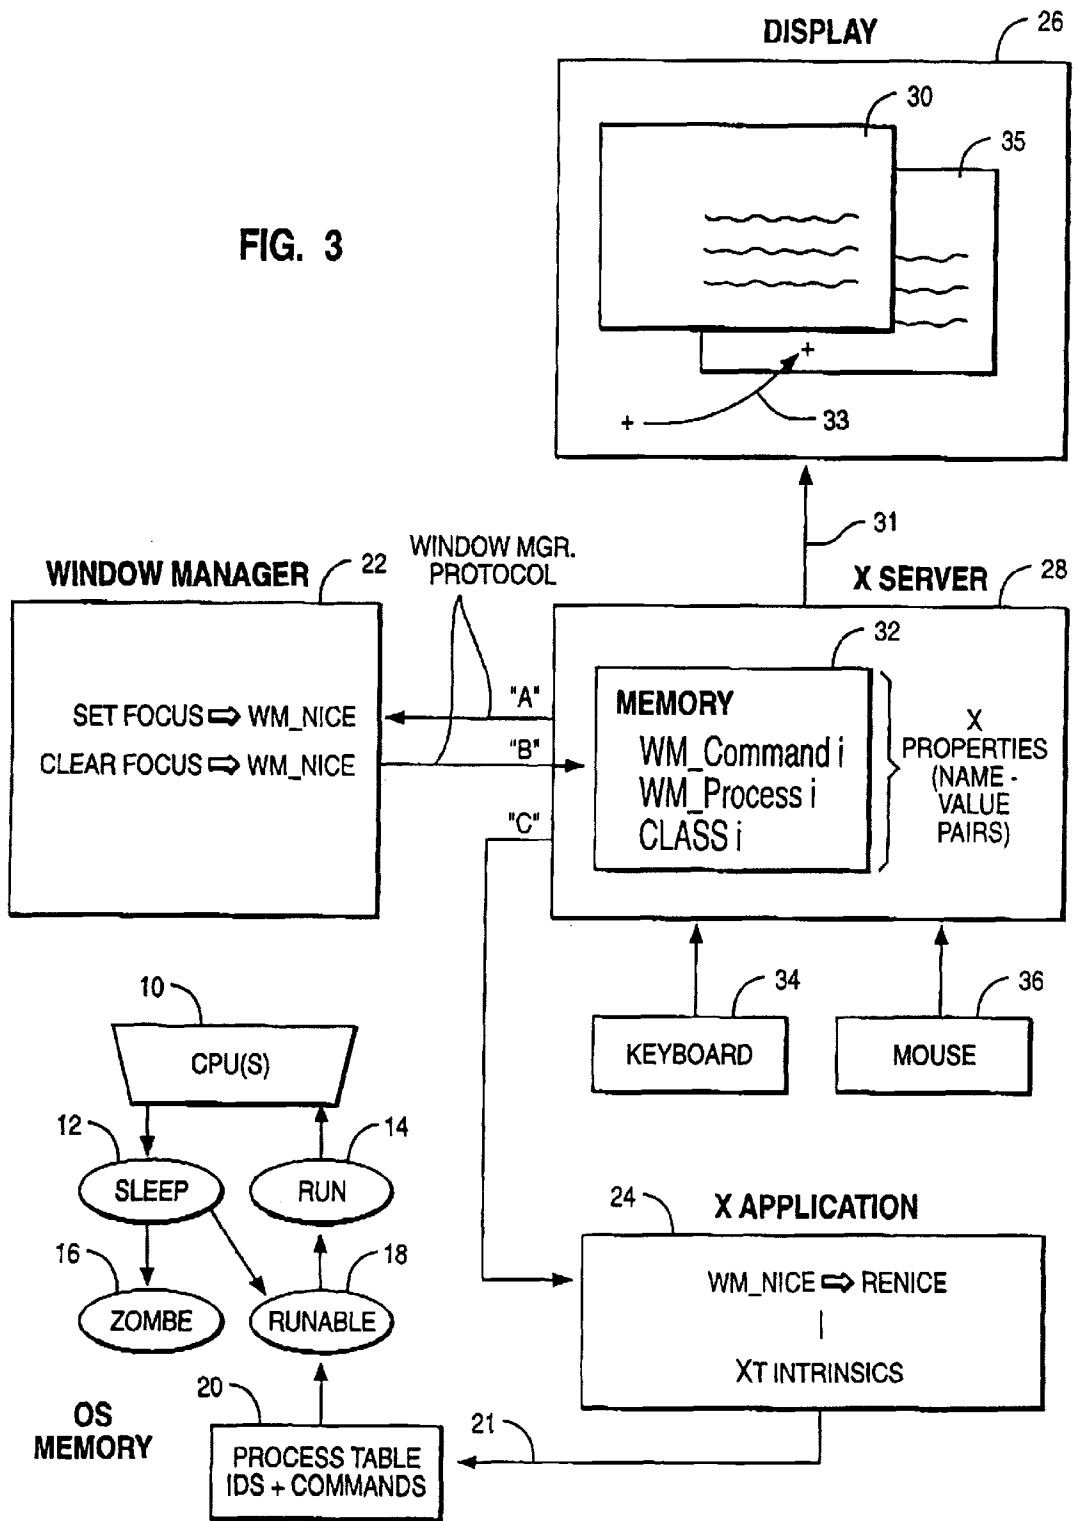 DISPLAY
26
30
35
FIG. 3
+
+
33
31
WINDOW MANAGER
22
WINDOW MGR.
PROTOCOL
X SERVER
28
32
"A"
MEMORY
SET FOCUS ⇨ WM_NICE
"B"
WM_Command i
CLEAR FOCUS ⇨ WM_NICE
WM_Process i
"C"
CLASS i
X
PROPERTIES
(NAME -
VALUE
PAIRS)
10
34
36
CPU(S)
KEYBOARD
MOUSE
12
14
SLEEP
RUN
24
X APPLICATION
16
18
WM_NICE ⇨ RENICE
ZOMBE
RUNABLE
XT INTRINSICS
20
OS
MEMORY
21
PROCESS TABLE
IDS + COMMANDS